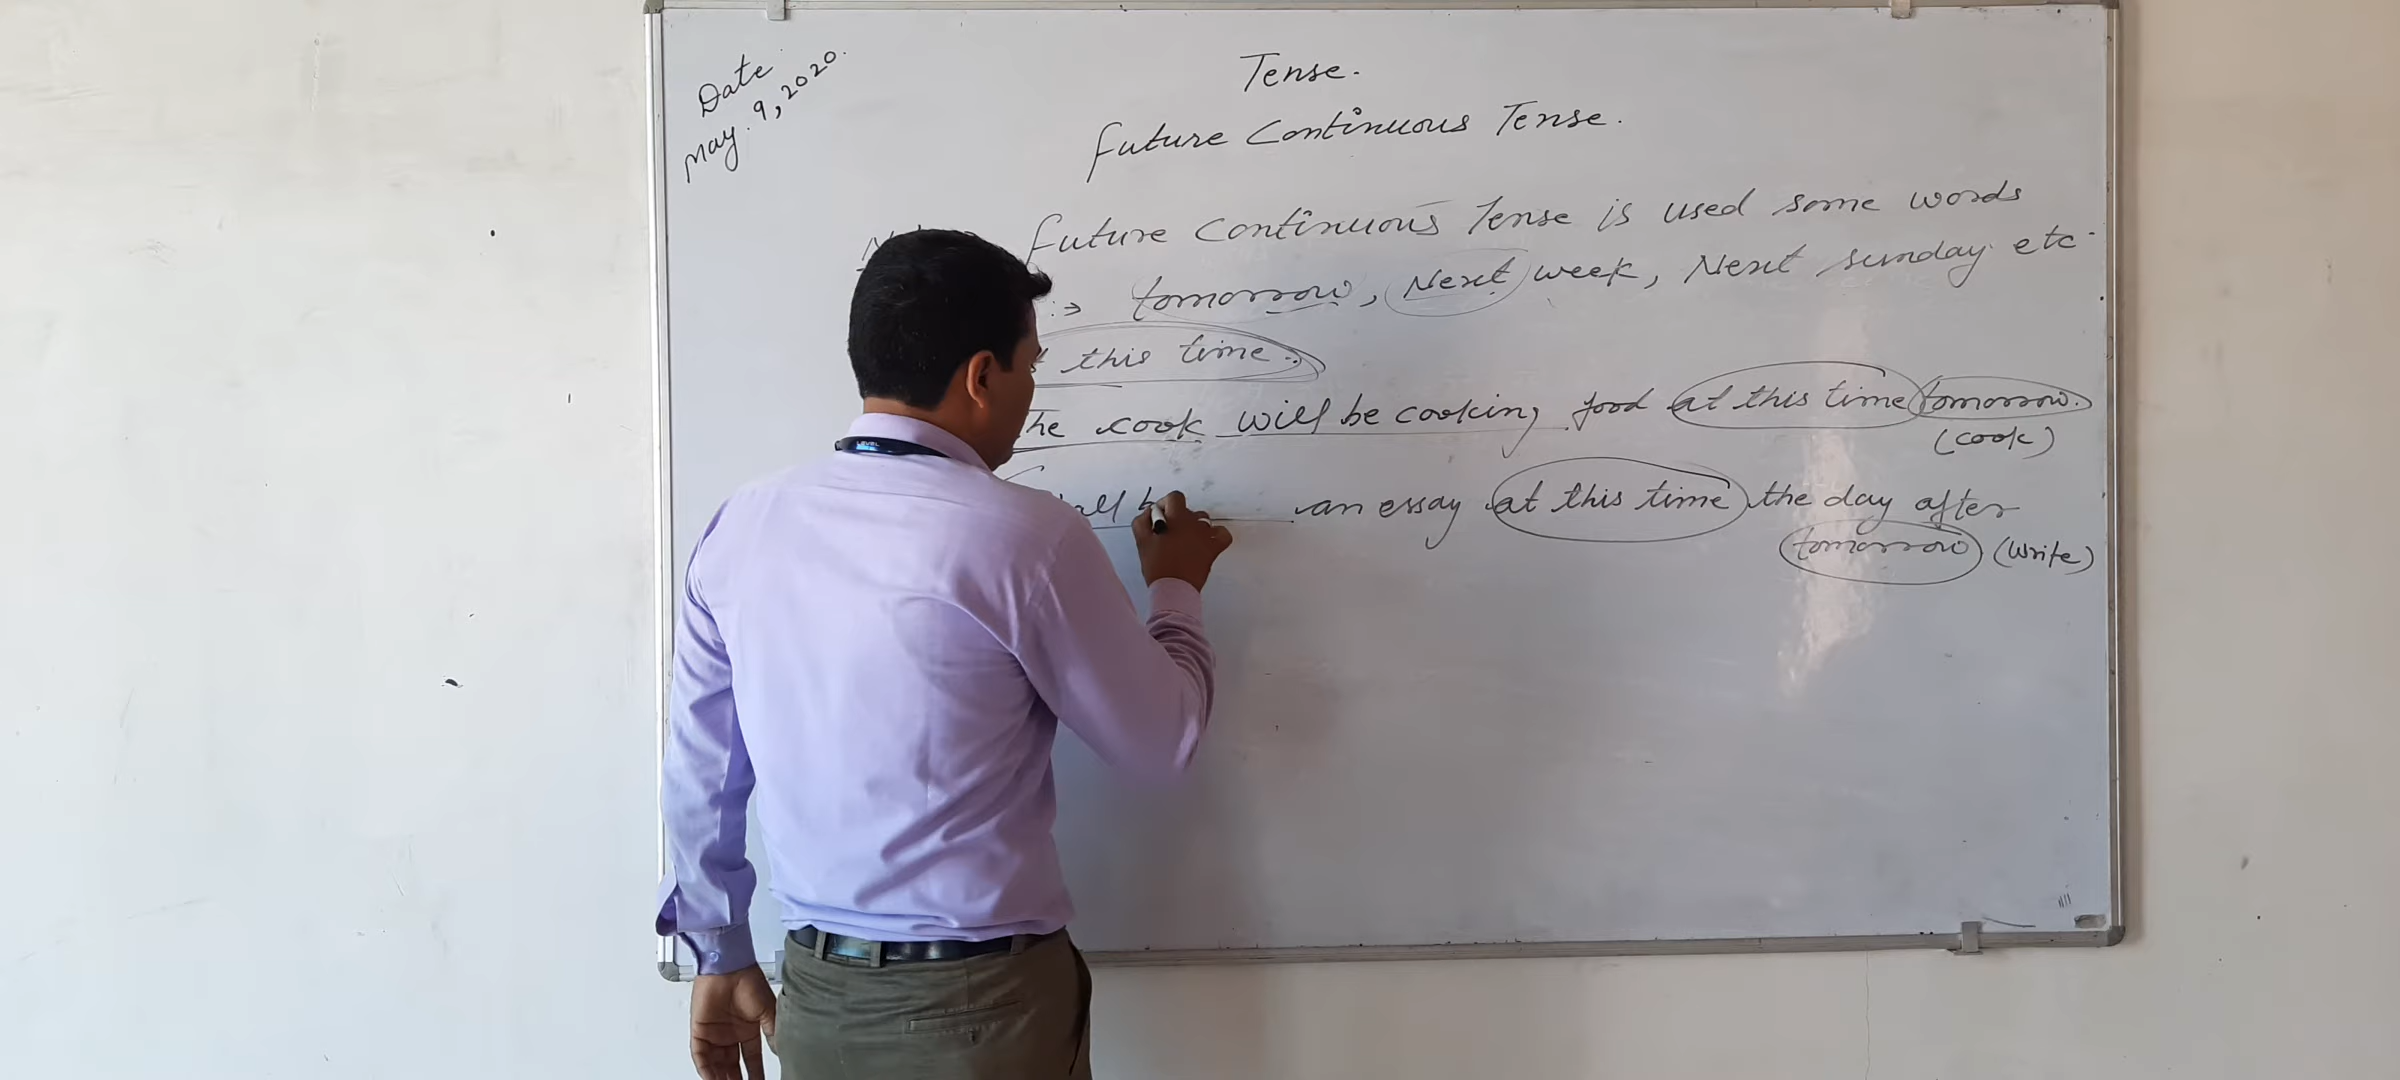 Date
May. 9, 2020.
Tense.
Future Continuous Tense.
Future Continuous Tense is used some words
:→ tomorrow, Next week, Next sunday etc.
this time.
The cook will be cooking food at this time tomorrow.
(cook)
an essay at this time the day after
tomorrow (write)
LEVEL